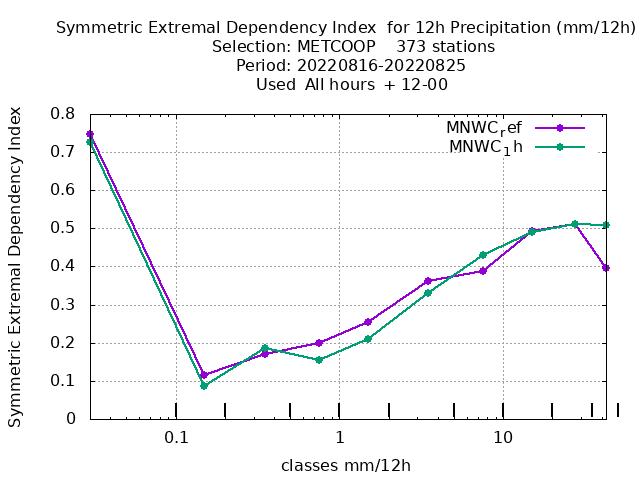 Symmetric Extremal Dependency Index  for 12h Precipitation (mm/12h)
Selection: METCOOP    373 stations
Period: 20220816-20220825
Used  All hours  + 12-00
Symmetric Extremal Dependency Index
0.8
0.7
0.6
0.5
0.4
0.3
0.2
0.1
0
MNWCref
MNWC1h
0.1 1 10
classes mm/12h